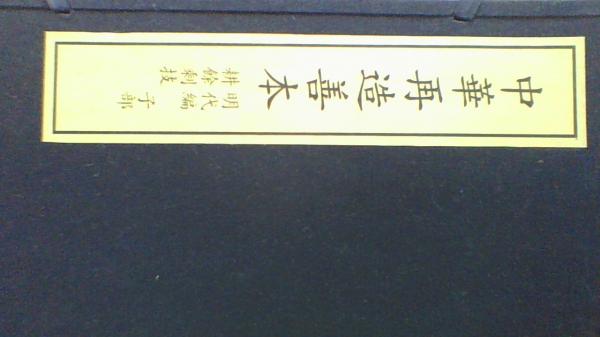 中華再造善本
明代編 子部
耕餘剩技